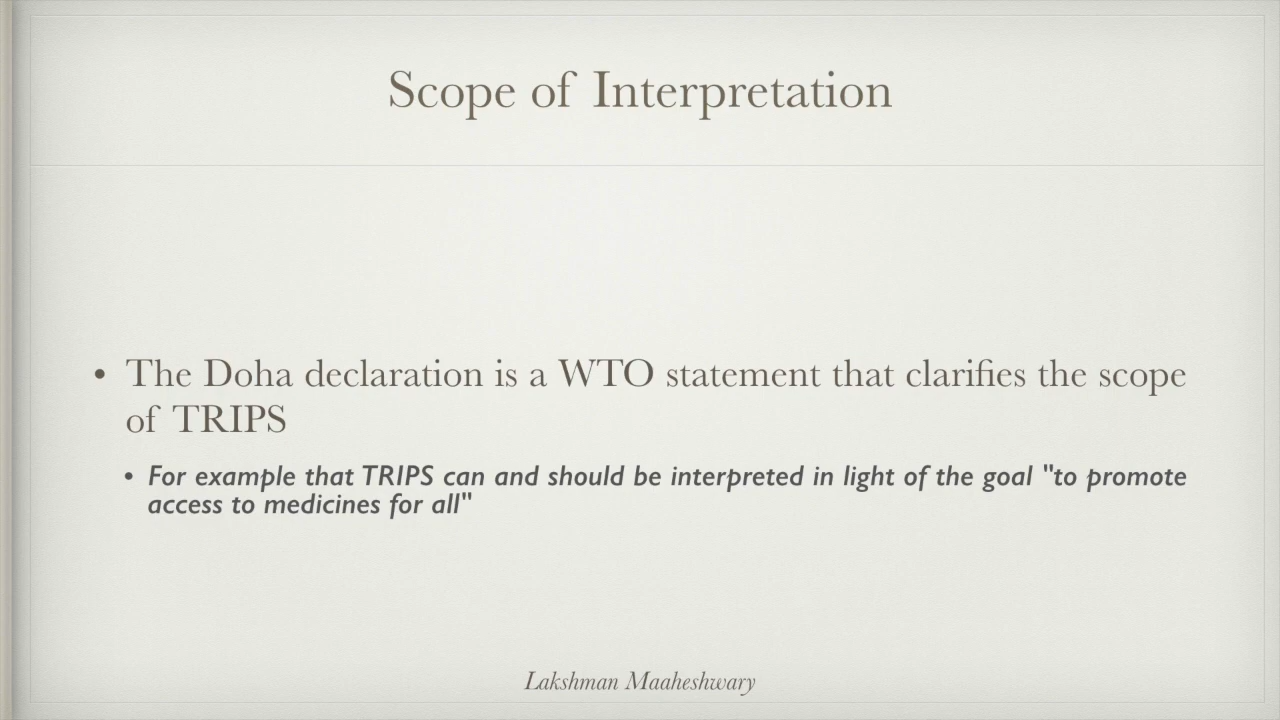 Scope of Interpretation
• The Doha declaration is a WTO statement that clarifies the scope
of TRIPS
• For example that TRIPS can and should be interpreted in light of the goal "to promote
access to medicines for all"
Lakshman Maaheshwary